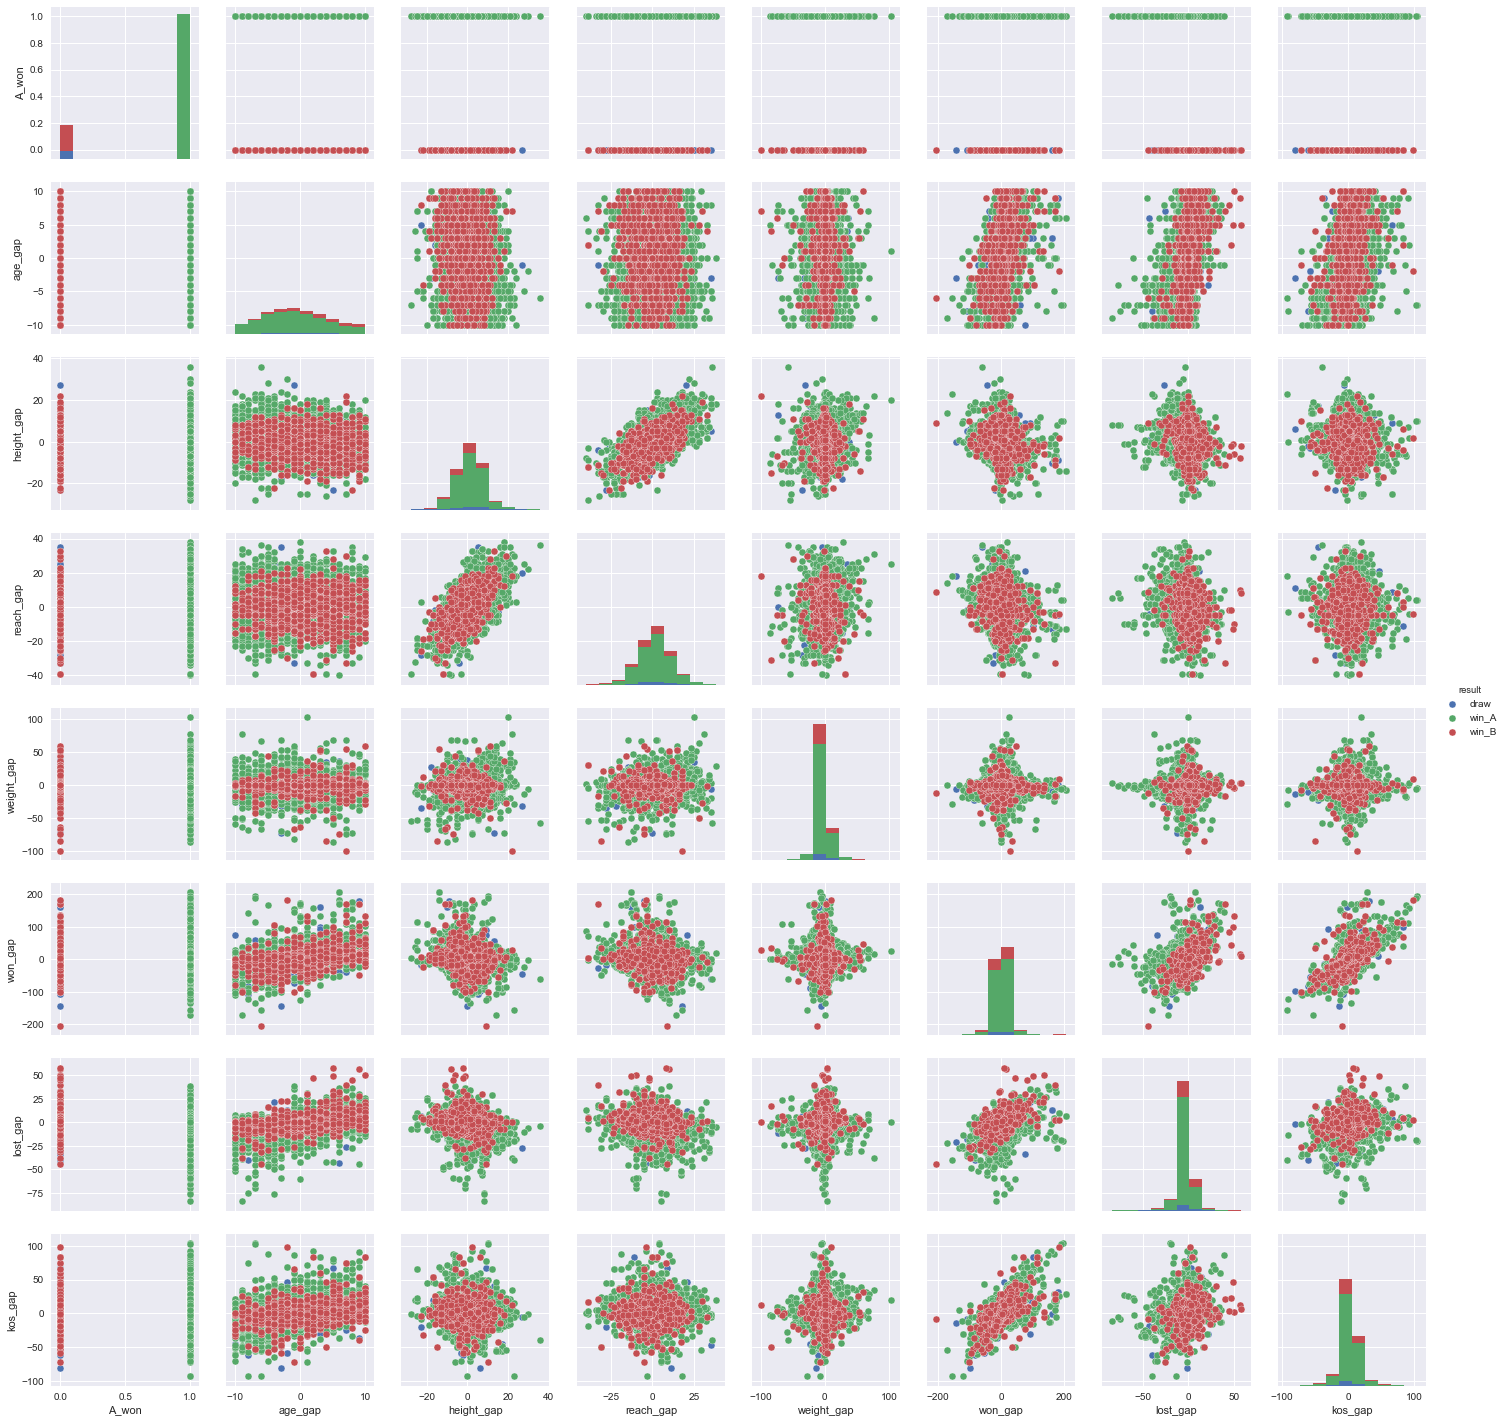 1.0
0.8
0.6
0.4
0.2
0.0
A_won
10
5
0
−5
−10
age_gap
40
20
0
−20
height_gap
40
20
0
−20
−40
reach_gap
result
draw
win_A
win_B
100
50
0
−50
−100
weight_gap
200
100
0
−100
−200
won_gap
50
25
0
−25
−50
−75
lost_gap
100
50
0
−50
−100
kos_gap
0.0 0.5 1.0 −10 0 10 −20 0 20 40 −25 0 25 −100 0 100 −200 0 200 −50 0 50 0 100
A_won age_gap height_gap reach_gap weight_gap won_gap lost_gap kos_gap